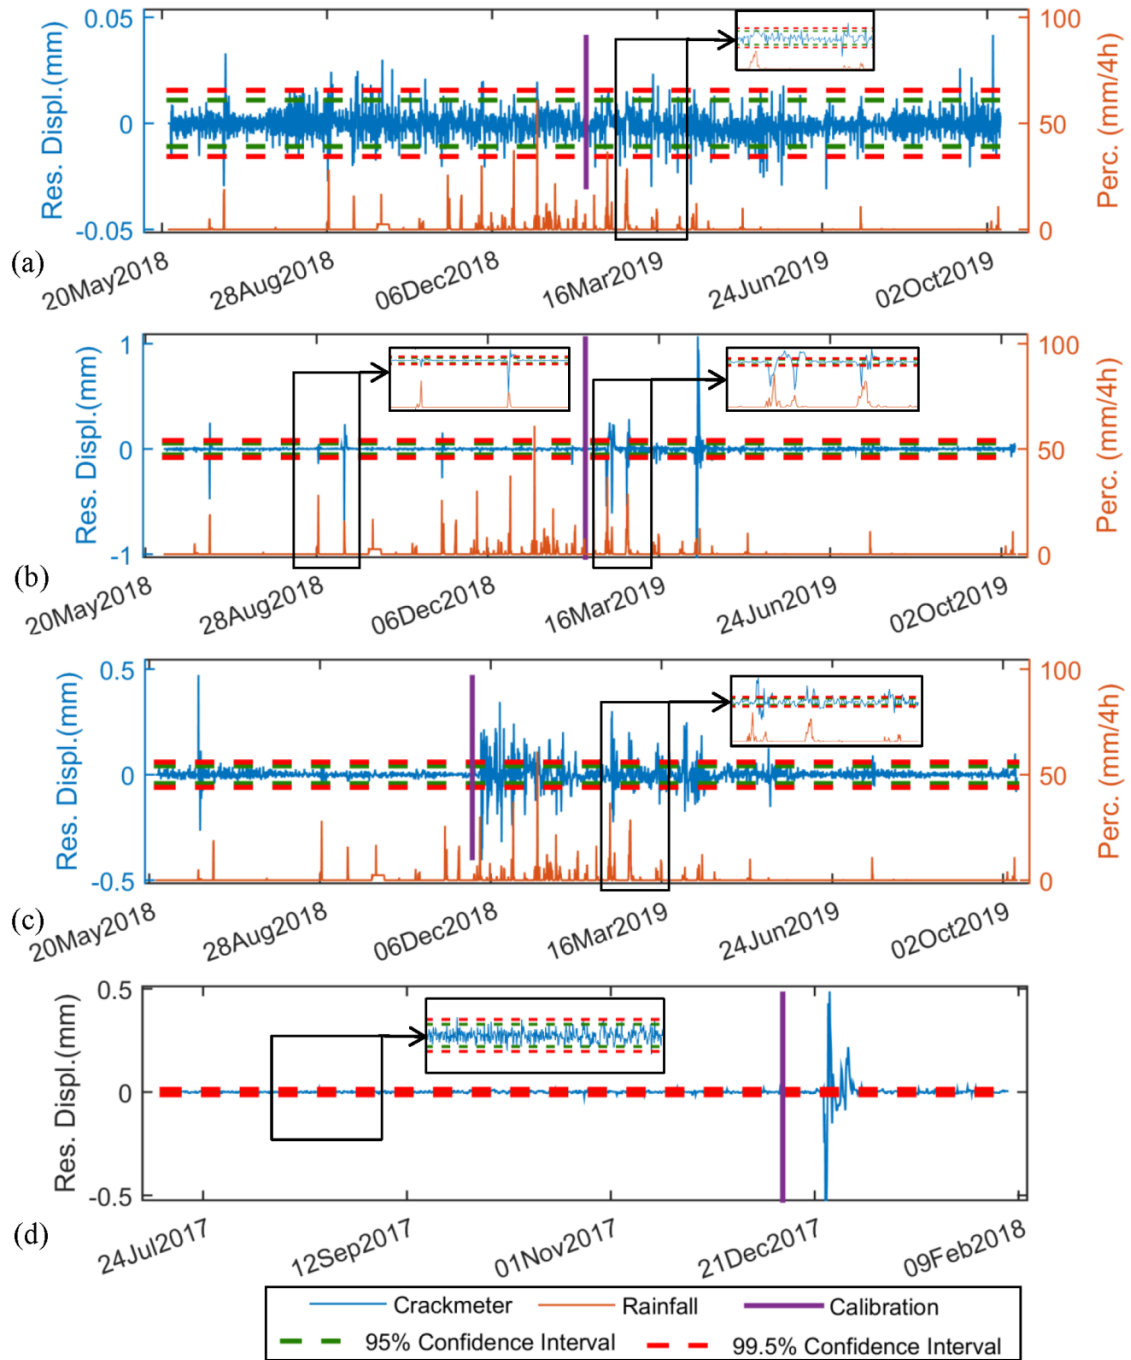 0.05
0
-0.05
Res. Displ.(mm)
100
50
0
Perc. (mm/4h)
(a)
20May2018
28Aug2018
06Dec2018
16Mar2019
24Jun2019
02Oct2019
1
0
-1
Res. Displ.(mm)
100
50
0
Perc. (mm/4h)
(b)
20May2018
28Aug2018
06Dec2018
16Mar2019
24Jun2019
02Oct2019
0.5
0
-0.5
Res. Displ.(mm)
100
50
0
Perc. (mm/4h)
(c)
20May2018
28Aug2018
06Dec2018
16Mar2019
24Jun2019
02Oct2019
0.5
0
-0.5
Res. Displ.(mm)
(d)
24Jul2017
12Sep2017
01Nov2017
21Dec2017
09Feb2018
Crackmeter Rainfall Calibration
95% Confidence Interval 99.5% Confidence Interval